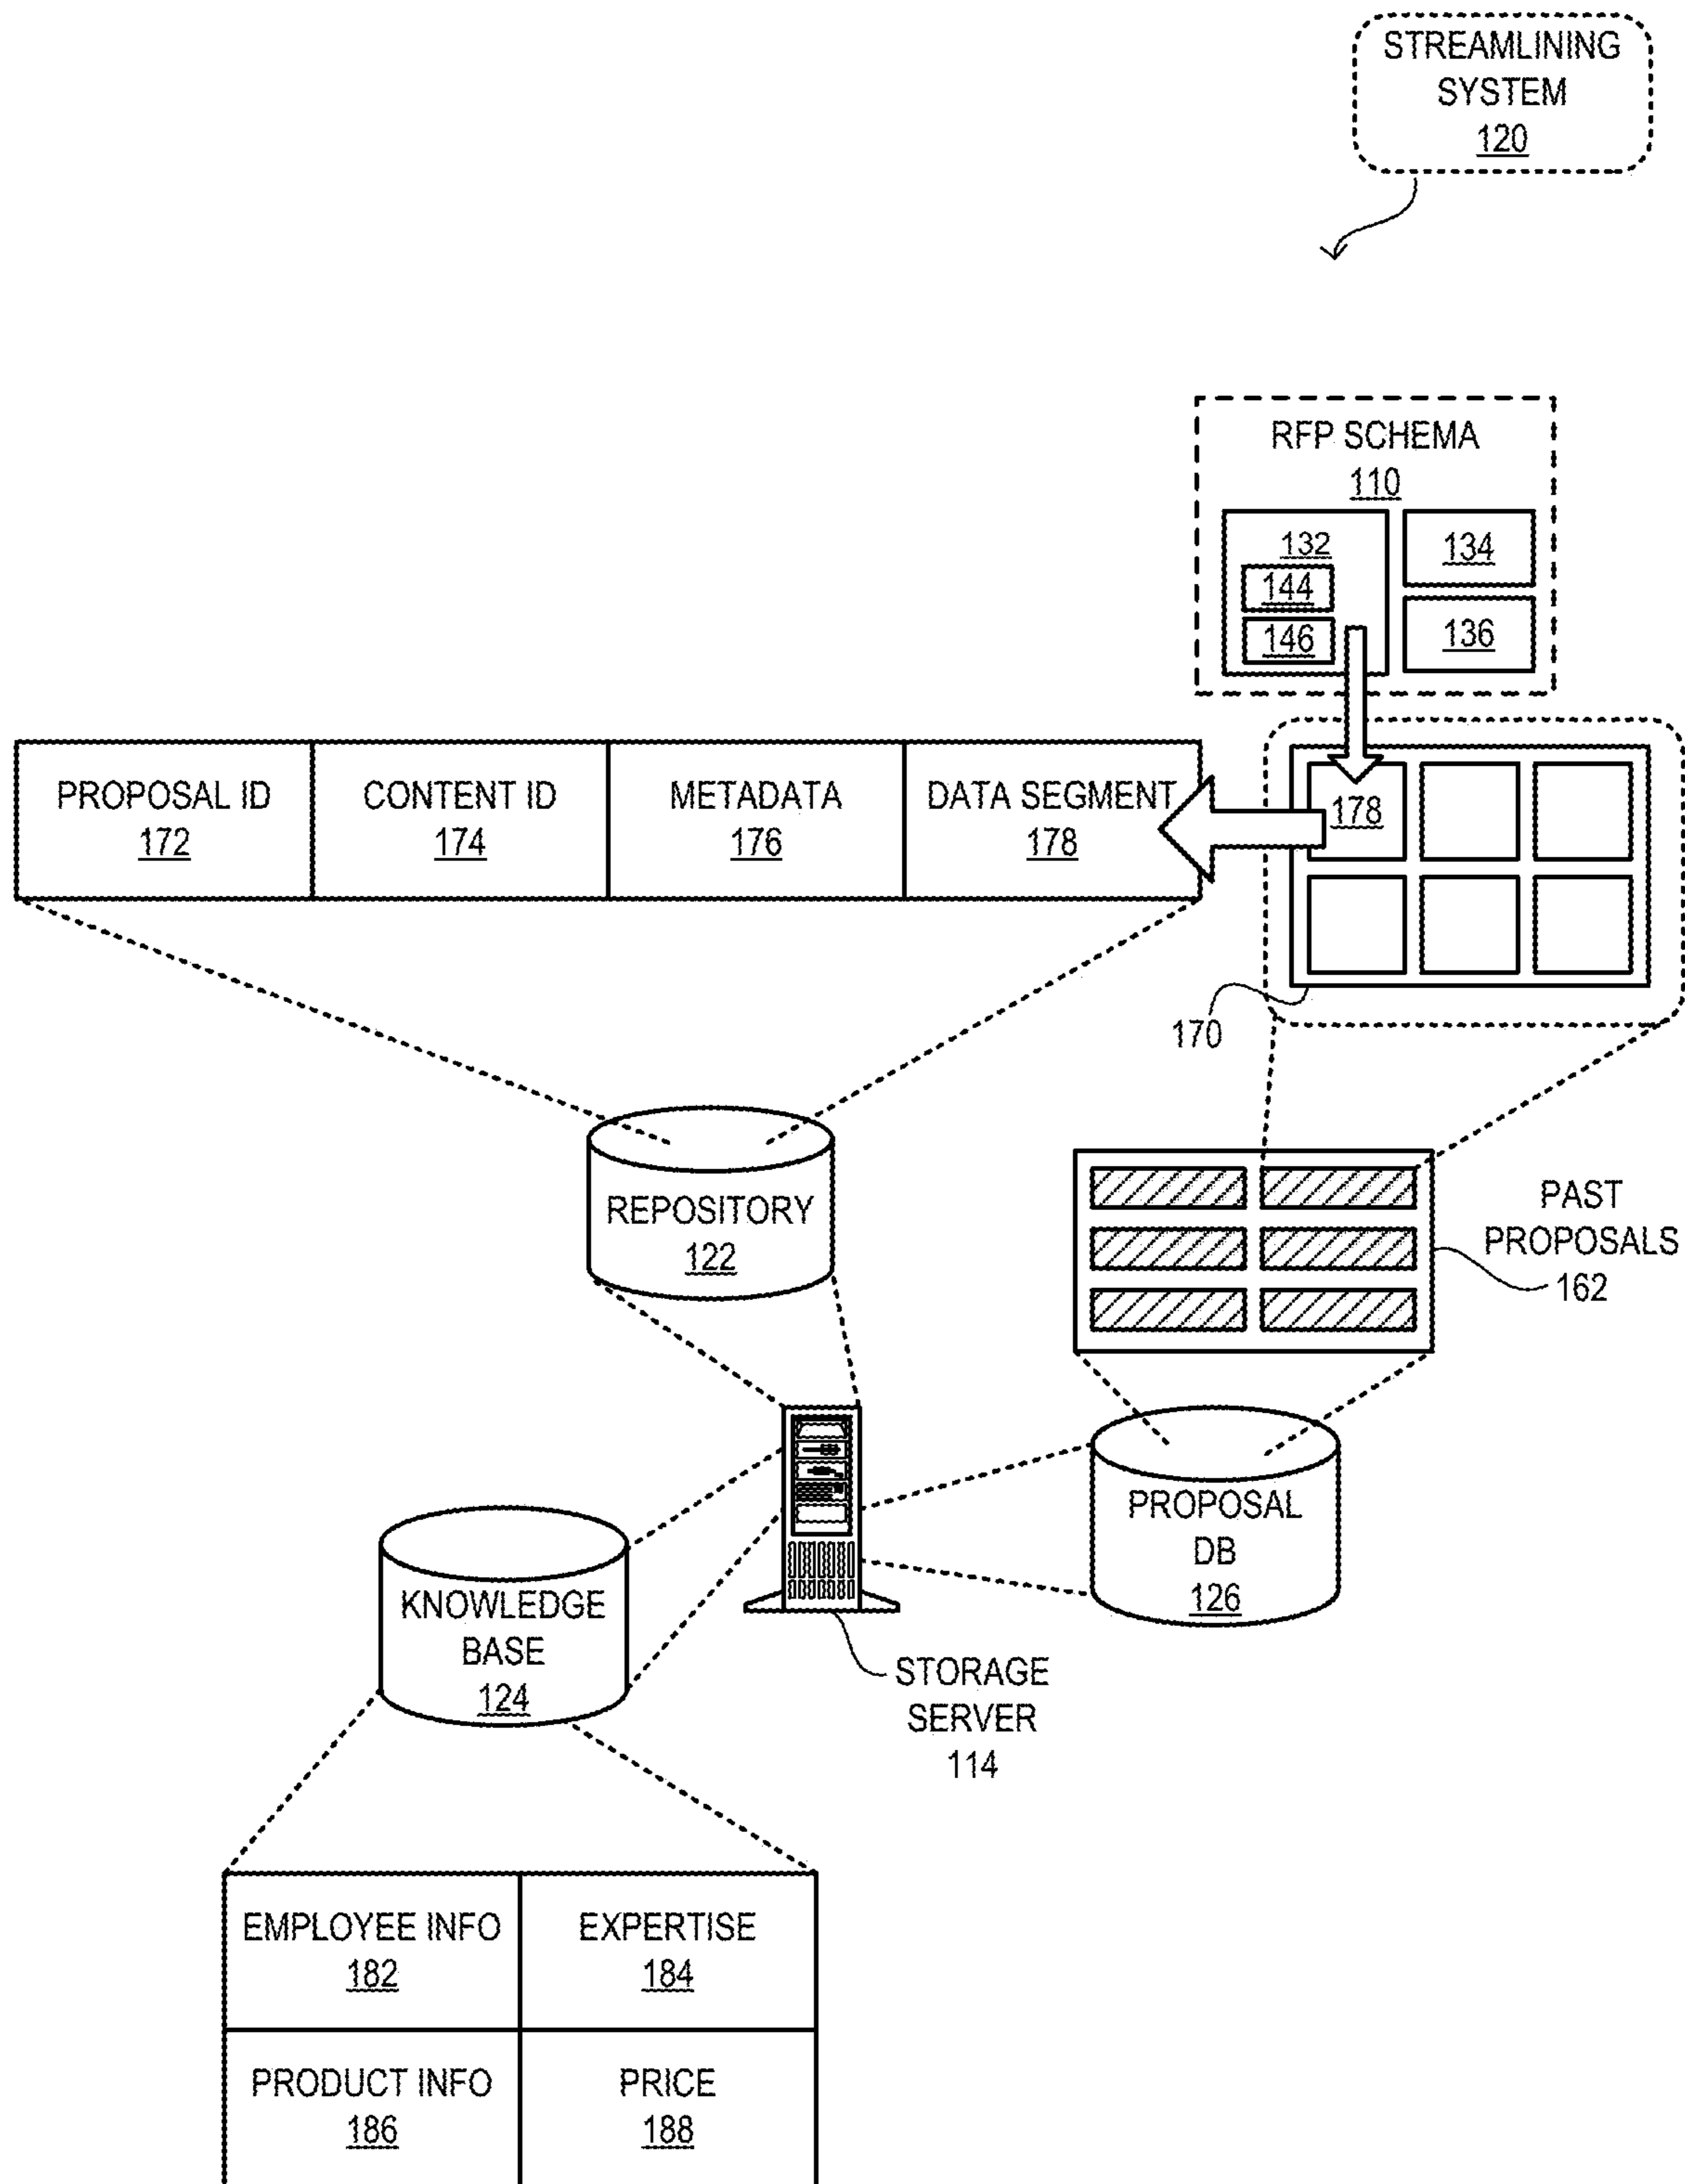 STREAMLINING
SYSTEM
120
RFP SCHEMA
110
132
144
146
134
136
PROPOSAL ID
172
CONTENT ID
174
METADATA
176
DATA SEGMENT
178
178
170
REPOSITORY
122
PAST
PROPOSALS
162
PROPOSAL
DB
126
KNOWLEDGE
BASE
124
STORAGE
SERVER
114
EMPLOYEE INFO
182
EXPERTISE
184
PRODUCT INFO
186
PRICE
188